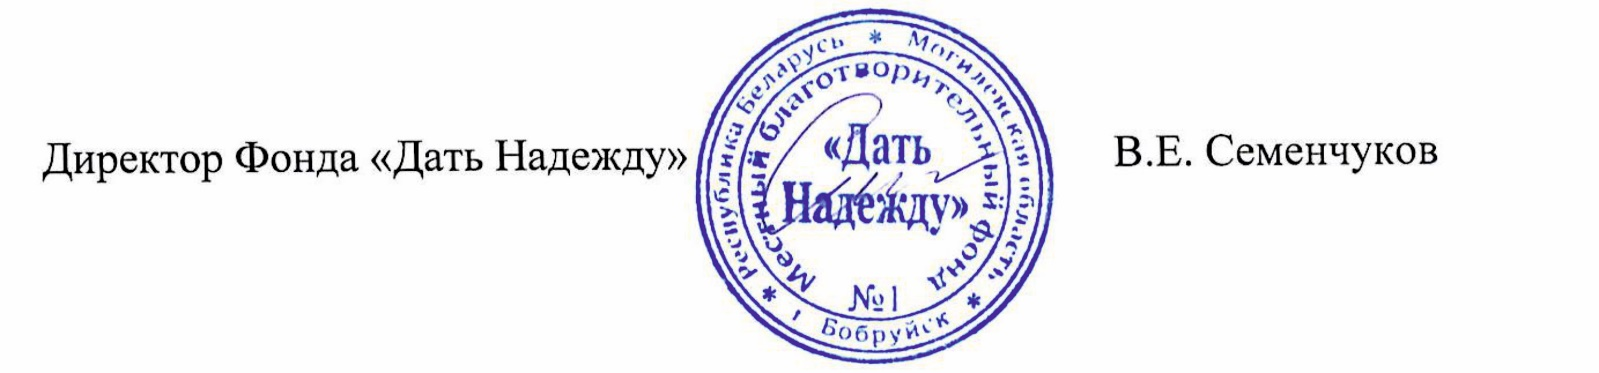 Директор Фонда «Дать Надежду»
В.Е. Семенчуков
Республика Беларусь * Могилевская область *
г Бобруйск *
Местный благотворительный фонд
«Дать
Надежду»
№1